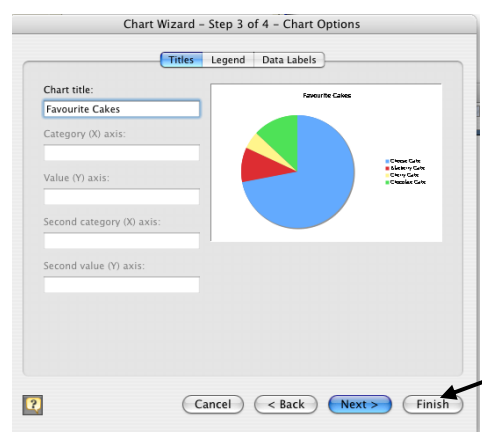 Chart Wizard – Step 3 of 4 – Chart Options
Titles Legend Data Labels
Chart title:
Favourite Cakes
Category (X) axis:
Value (Y) axis:
Second category (X) axis:
Second value (Y) axis:
Favourite Cakes
Cheese Cake
Blueberry Cake
Cherry Cake
Chocolate Cake
?
Cancel < Back Next > Finish